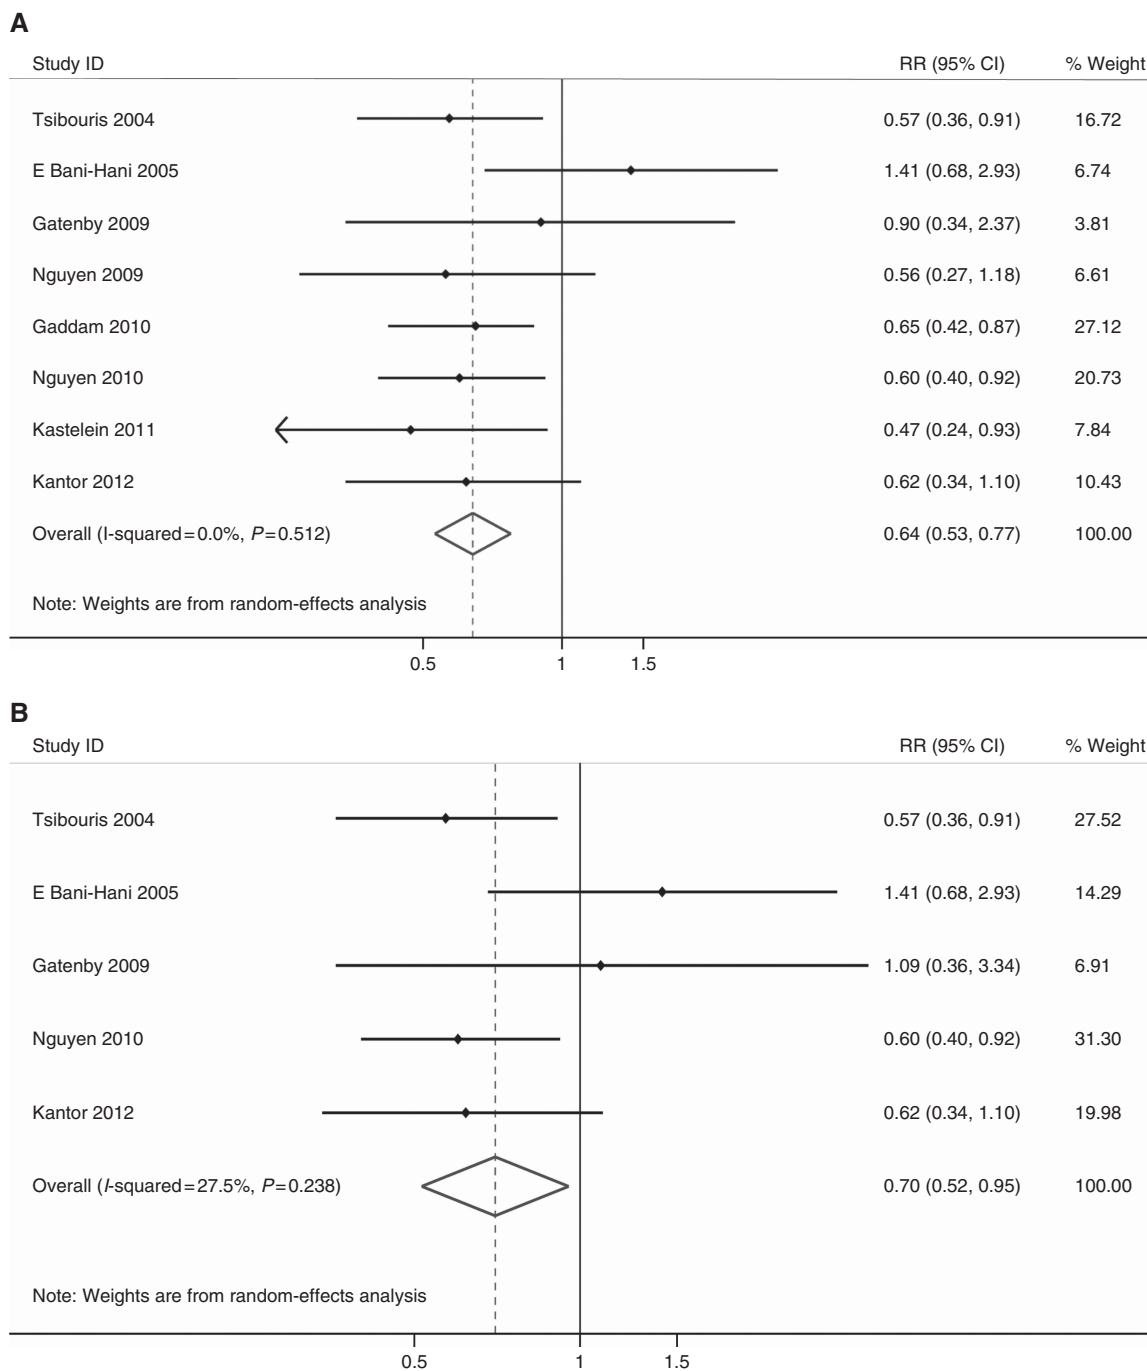 A
Study ID RR (95% CI) % Weight
Tsibouris 2004 0.57 (0.36, 0.91) 16.72
E Bani-Hani 2005 1.41 (0.68, 2.93) 6.74
Gatenby 2009 0.90 (0.34, 2.37) 3.81
Nguyen 2009 0.56 (0.27, 1.18) 6.61
Gaddam 2010 0.65 (0.42, 0.87) 27.12
Nguyen 2010 0.60 (0.40, 0.92) 20.73
Kastelein 2011 0.47 (0.24, 0.93) 7.84
Kantor 2012 0.62 (0.34, 1.10) 10.43
Overall (I-squared=0.0%, P=0.512) 0.64 (0.53, 0.77) 100.00
Note: Weights are from random-effects analysis
0.5 1 1.5
B
Study ID RR (95% CI) % Weight
Tsibouris 2004 0.57 (0.36, 0.91) 27.52
E Bani-Hani 2005 1.41 (0.68, 2.93) 14.29
Gatenby 2009 1.09 (0.36, 3.34) 6.91
Nguyen 2010 0.60 (0.40, 0.92) 31.30
Kantor 2012 0.62 (0.34, 1.10) 19.98
Overall (I-squared=27.5%, P=0.238) 0.70 (0.52, 0.95) 100.00
Note: Weights are from random-effects analysis
0.5 1 1.5